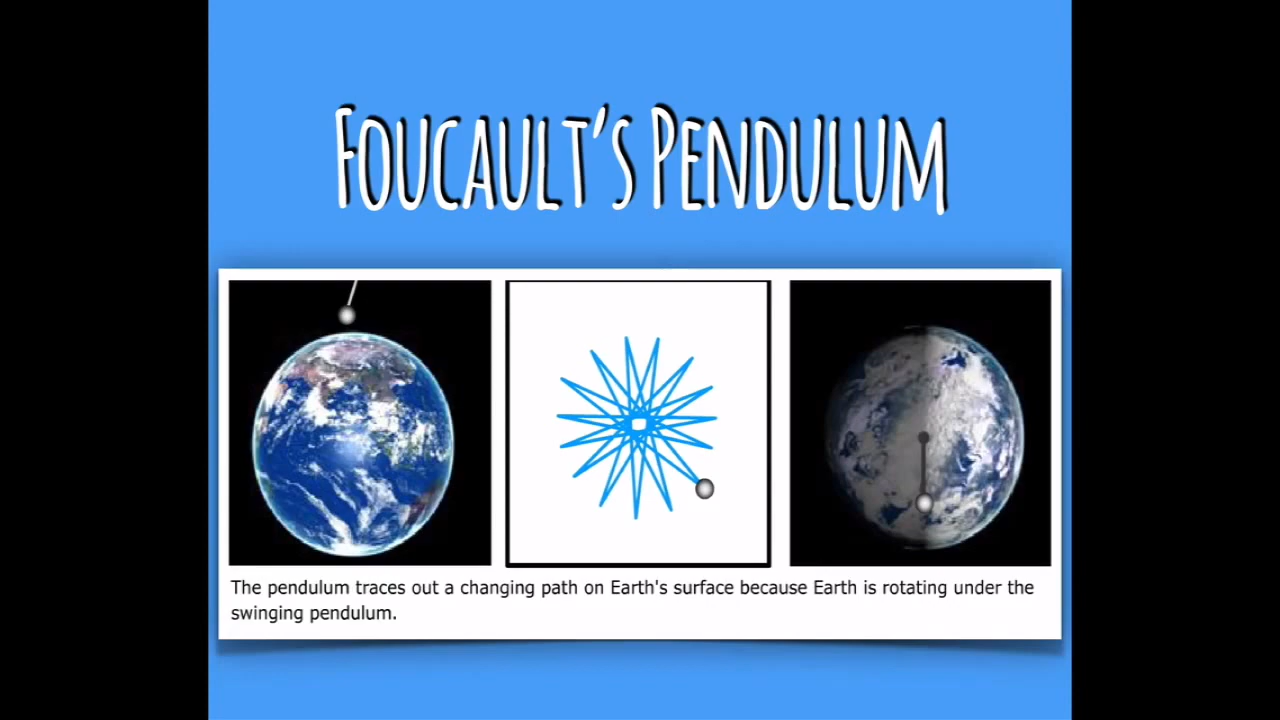 Foucault's Pendulum
The pendulum traces out a changing path on Earth's surface because Earth is rotating under the
swinging pendulum.